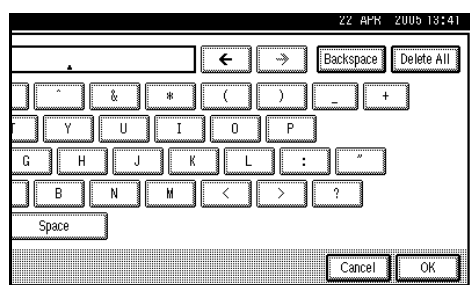 22 APR 2005 13:41
← → Backspace Delete All
^ & * ( ) _ +
Y U I O P
G H J K L : "
B N M < > ?
Space
Cancel OK